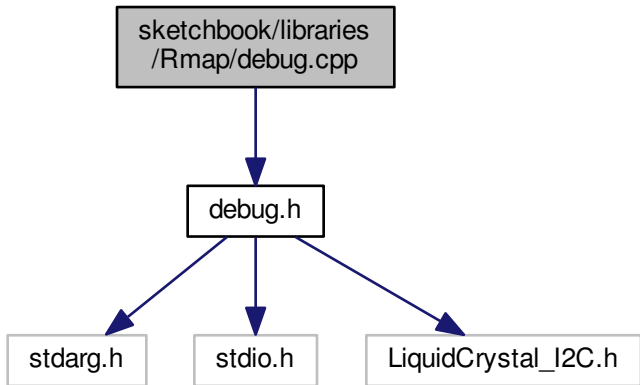 sketchbook/libraries
/Rmap/debug.cpp
debug.h
stdarg.h
stdio.h
LiquidCrystal_I2C.h